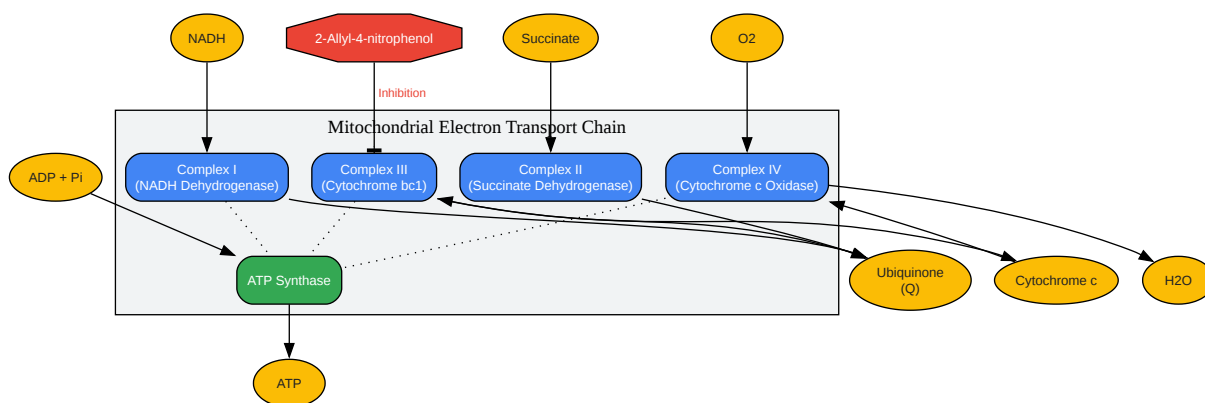 NADH
2-Allyl-4-nitrophenol
Succinate
O2
Inhibition
Mitochondrial Electron Transport Chain
ADP + Pi
Complex I
(NADH Dehydrogenase)
Complex III
(Cytochrome bc1)
Complex II
(Succinate Dehydrogenase)
Complex IV
(Cytochrome c Oxidase)
ATP Synthase
Ubiquinone
(Q)
Cytochrome c
H2O
ATP